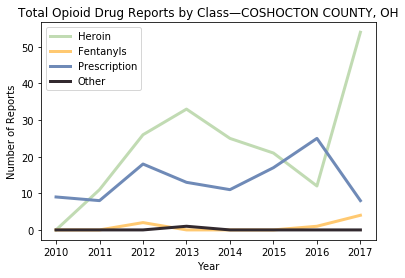 Total Opioid Drug Reports by Class—COSHOCTON COUNTY, OH
Heroin
Fentanyls
Prescription
Other
Number of Reports
50
40
30
20
10
0
2010 2011 2012 2013 2014 2015 2016 2017
Year